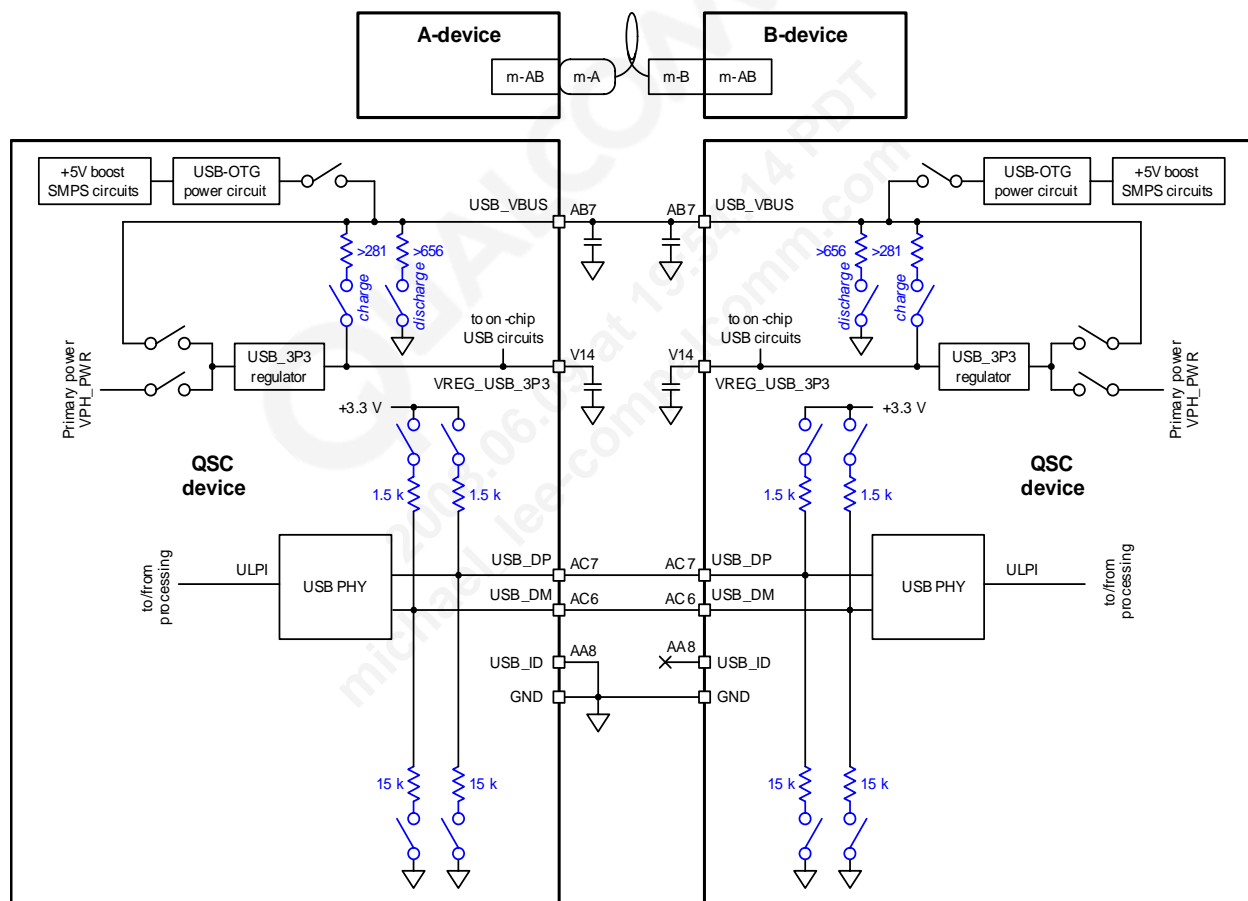 A-device
B-device
m-AB
m-A
m-B
m-AB
+5V boost
SMPS circuits
USB-OTG
power circuit
USB_VBUS
AB7
AB7
USB_VBUS
USB-OTG
power circuit
+5V boost
SMPS circuits
>281
>656
charge
discharge
>656
>281
discharge
charge
to on -chip
USB circuits
to on -chip
USB circuits
USB_3P3
regulator
V14
VREG_USB_3P3
V14
VREG_USB_3P3
USB_3P3
regulator
Primary power
VPH_PWR
Primary power
VPH_PWR
+3.3 V
+3.3 V
QSC
device
QSC
device
1.5 k
1.5 k
1.5 k
1.5 k
to/from
processing
ULPI
USB PHY
USB_DP
AC7
AC7
USB_DP
USB PHY
ULPI
to/from
processing
USB_DM
AC6
AC6
USB_DM
USB_ID
AA8
AA8
USB_ID
GND
GND
15 k
15 k
15 k
15 k